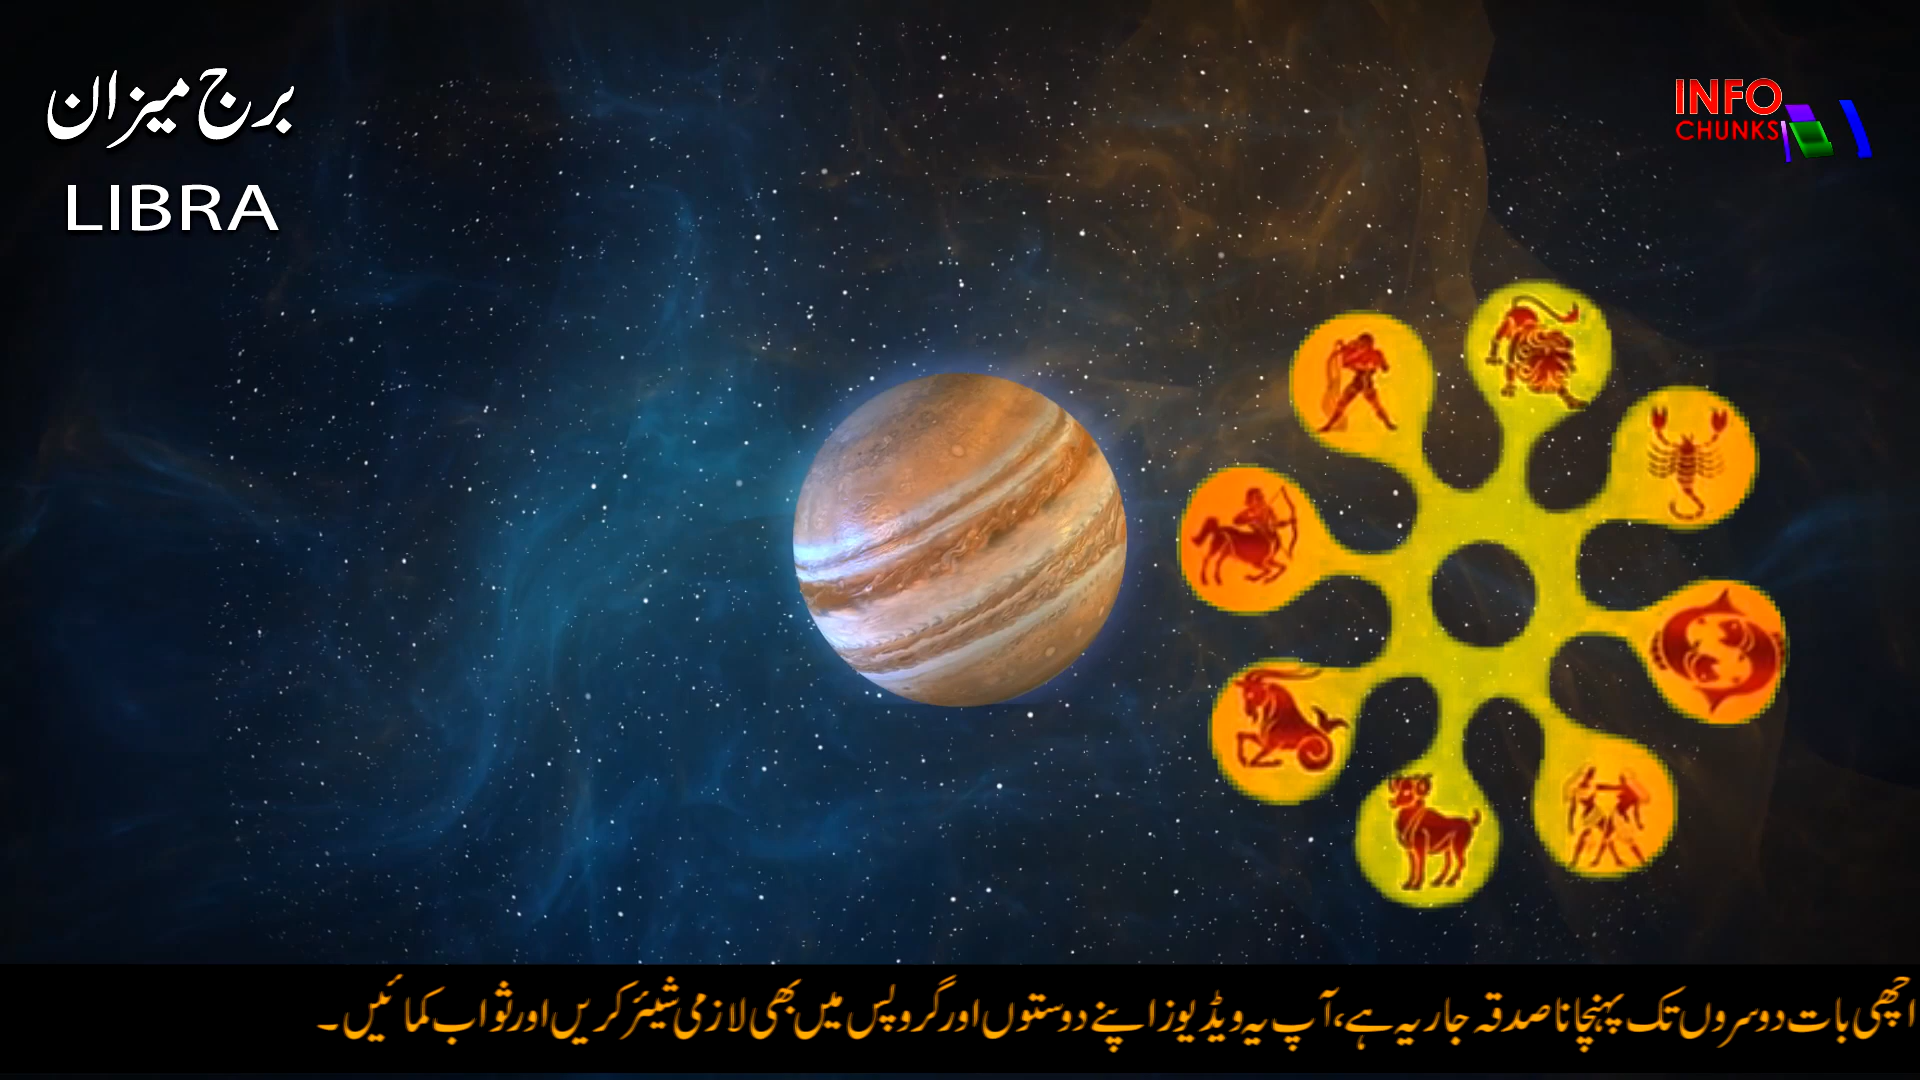 برج میزان
LIBRA
INFO
CHUNKS
اچھی بات دوسروں تک پہنچانا صدقہ جاریہ ہے، آپ یہ ویڈیوز اپنے دوستوں اور گروپس میں بھی لازمی شیئر کریں اور ثواب کمائیں۔